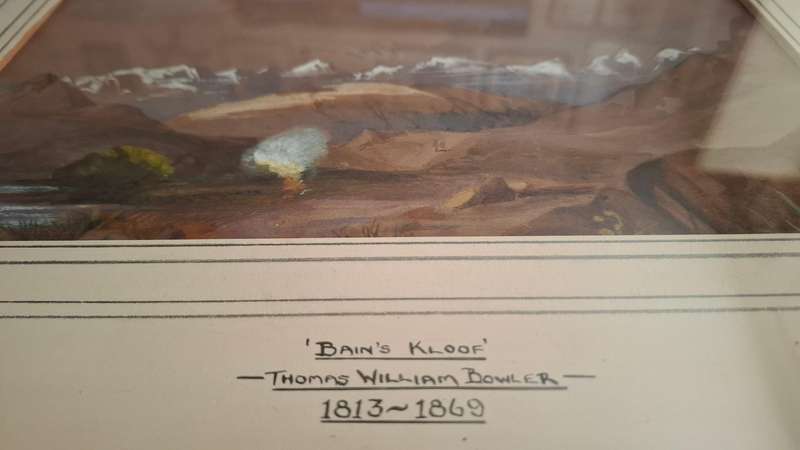 'BAIN'S KLOOF'
—THOMAS WILLIAM BOWLER—
1813~1869